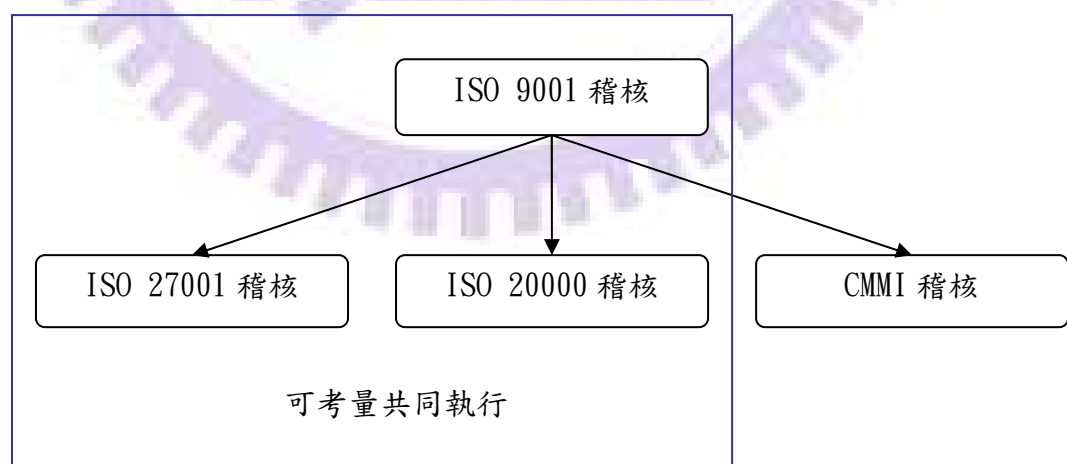 ISO 9001 稽核
ISO 27001 稽核
ISO 20000 稽核
CMMI 稽核
可考量共同執行